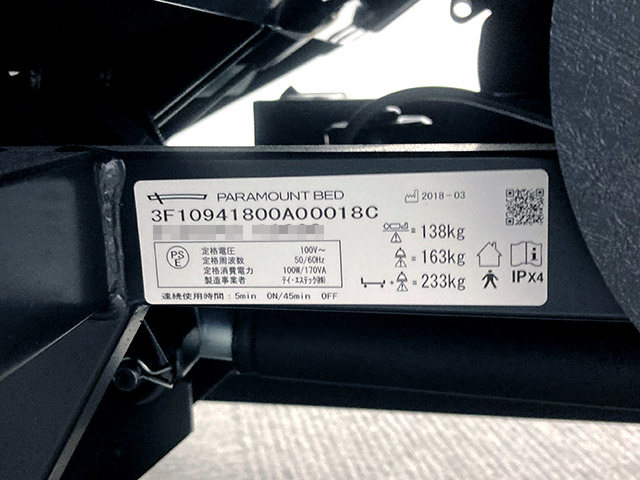 PARAMOUNT BED
2018-03
3F10941800A00018C
PSE
定格電圧 100V~
定格周波数 50/60Hz
定格消費電力 100W/170VA
製造事業者 テイ・エステック㈱
連続使用時間:5min ON/45min OFF
=138kg
=163kg
+ =233kg
i
IPX4